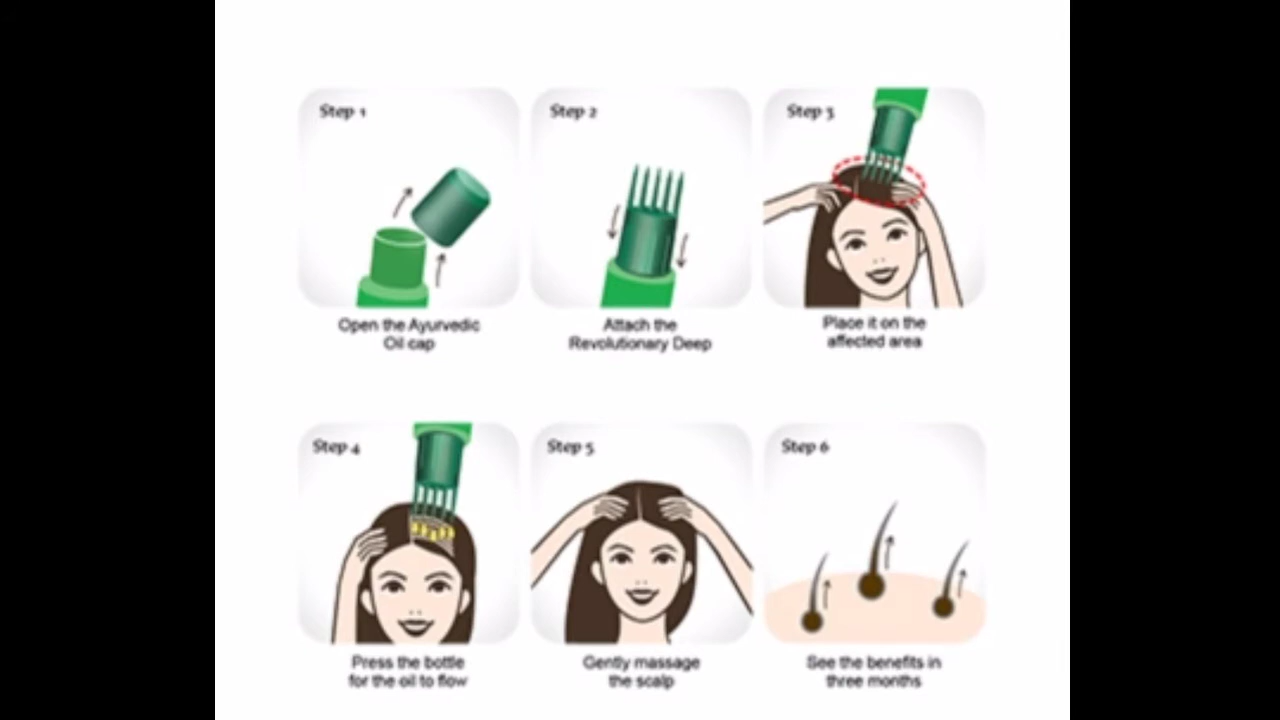 Step 1
Step 2
Step 3
Open the Ayurvedic
Oil cap
Attach the
Revolutionary Deep
Place it on the
affected area
Step 4
Step 5
Step 6
Press the bottle
for the oil to flow
Gently massage
the scalp
See the benefits in
three months